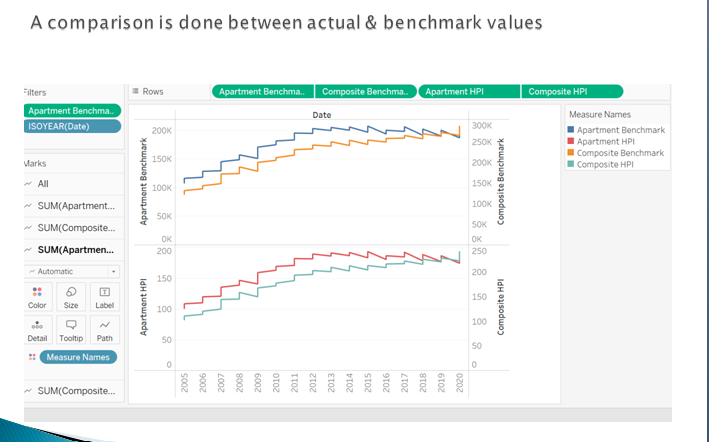 A comparison is done between actual & benchmark values
Filters
Apartment Benchma..
ISOYEAR(Date)
Marks
All
SUM(Apartment...
SUM(Composite...
SUM(Apartmen...
Automatic
Color Size Label
Detail Tooltip Path
Measure Names
SUM(Composite...
Rows Apartment Benchma.. Composite Benchma.. Apartment HPI Composite HPI
Date
Apartment Benchmark
200K
150K
100K
50K
0K
300K
250K
200K
150K
100K
50K
0K
Composite Benchmark
Apartment HPI
200
150
100
50
0
250
200
150
100
50
0
Composite HPI
2005 2006 2007 2008 2009 2010 2011 2012 2013 2014 2015 2016 2017 2018 2019 2020
Measure Names
Apartment Benchmark
Apartment HPI
Composite Benchmark
Composite HPI